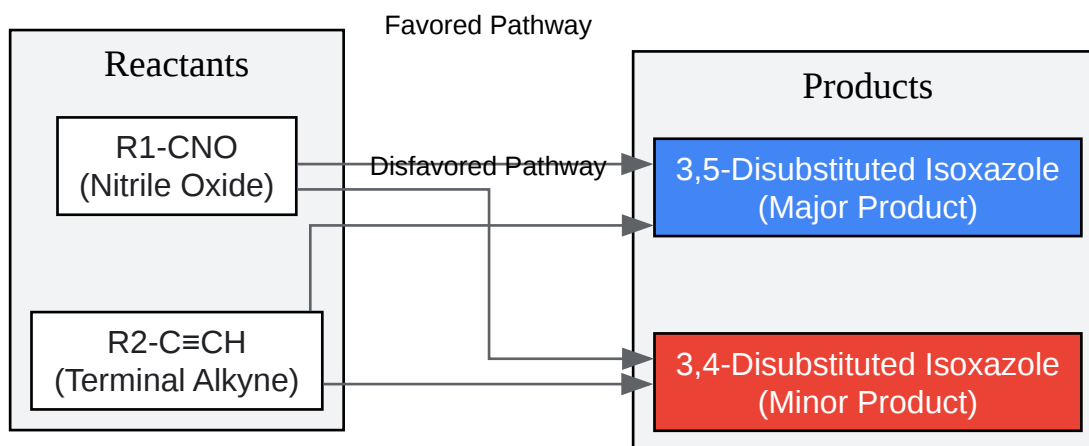 Favored Pathway
Reactants
Products
R1-CNO
(Nitrile Oxide)
Disfavored Pathway
3,5-Disubstituted Isoxazole
(Major Product)
R2-C≡CH
(Terminal Alkyne)
3,4-Disubstituted Isoxazole
(Minor Product)